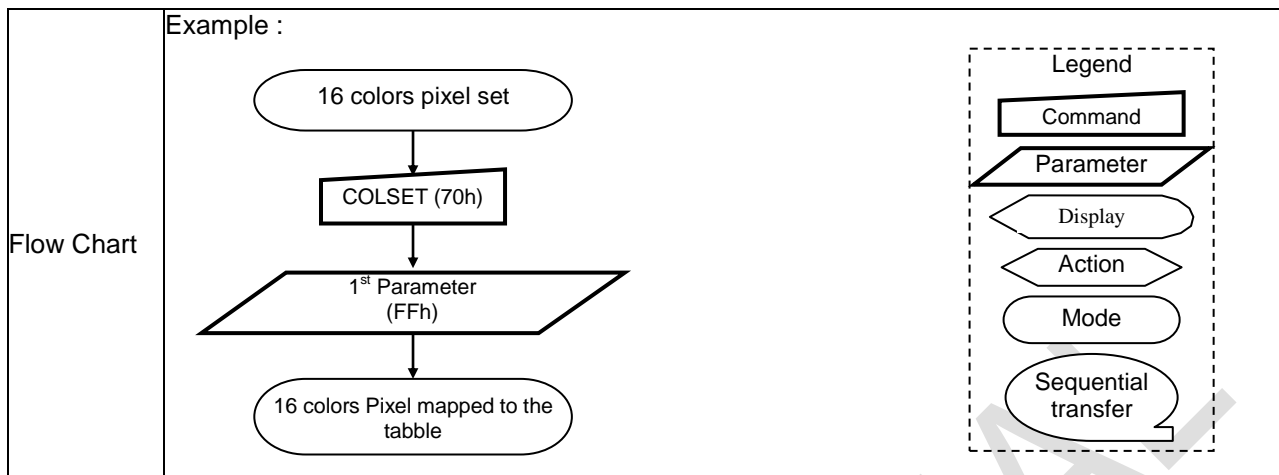 Flow Chart
Example :
16 colors pixel set
COLSET (70h)
1st Parameter
(FFh)
16 colors Pixel mapped to the
tabble
Legend
Command
Parameter
Display
Action
Mode
Sequential
transfer